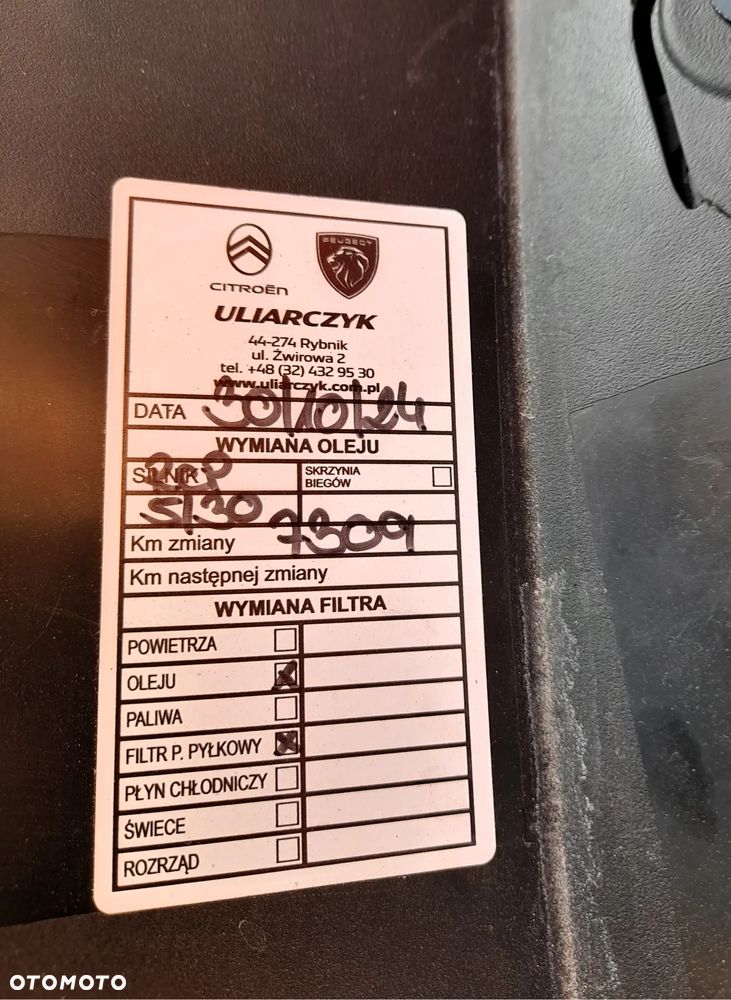 CITROËN
PEUGEOT
ULIARCZYK
44-274 Rybnik
ul. Żwirowa 2
tel. +48 (32) 432 95 30
www.uliarczyk.com.pl
DATA 30/10/24
WYMIANA OLEJU
SILNIK
SKRZYNIA
BIEGÓW
5/30
Km zmiany 7309
Km następnej zmiany
WYMIANA FILTRA
POWIETRZA
OLEJU
PALIWA
FILTR P. PYŁKOWY
PŁYN CHŁODNICZY
ŚWIECE
ROZRZĄD
OTOMOTO